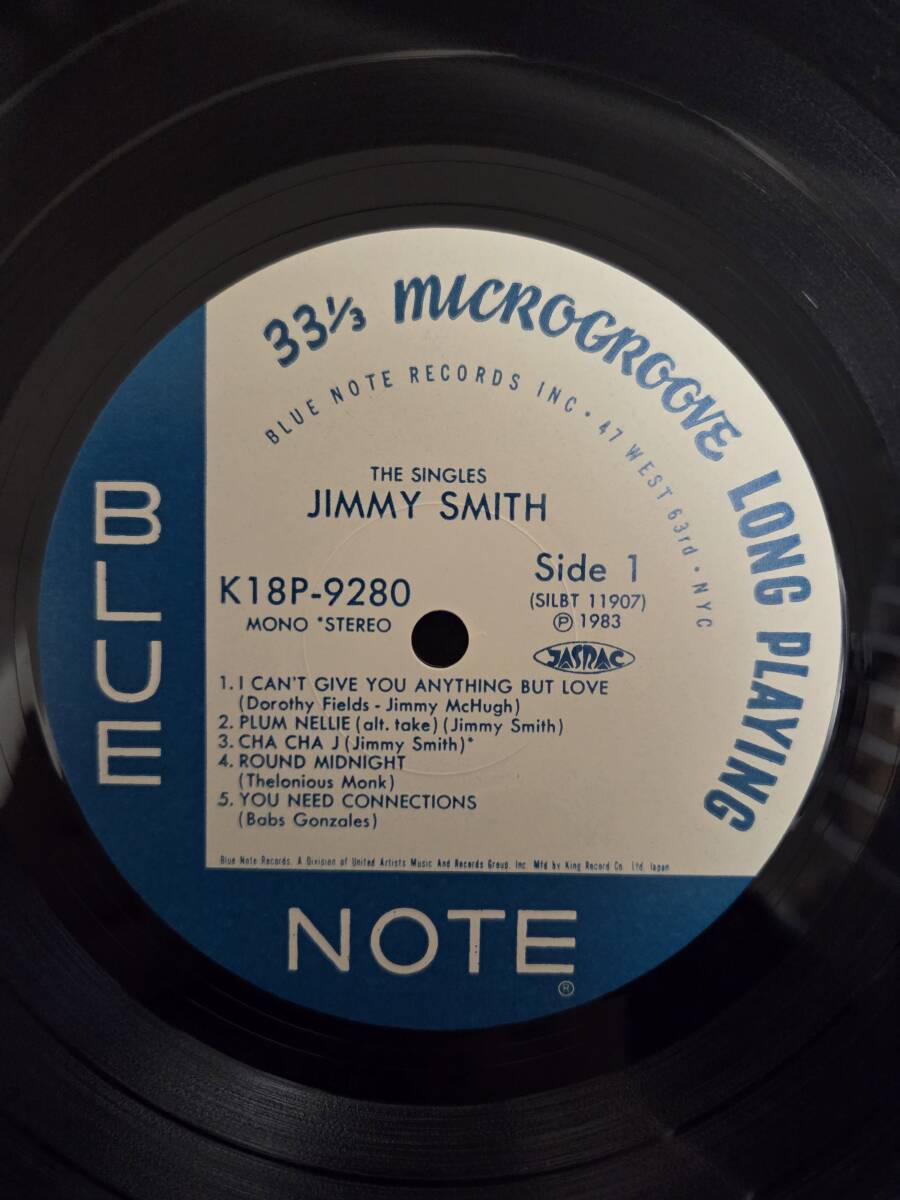 33⅓ MICROGROOVE LONG PLAYING
BLUE NOTE RECORDS INC · 47 WEST 63rd · NYC
THE SINGLES
JIMMY SMITH
K18P-9280
MONO *STEREO
Side 1
(SILBT 11907)
Ⓟ 1983
JASRAC
1. I CAN'T GIVE YOU ANYTHING BUT LOVE
(Dorothy Fields - Jimmy McHugh)
2. PLUM NELLIE (alt. take) (Jimmy Smith)
3. CHA CHA J (Jimmy Smith)*
4. ROUND MIDNIGHT
(Thelonious Monk)
5. YOU NEED CONNECTIONS
(Babs Gonzales)
Blue Note Records. A Division of United Artists Music And Records Group, Inc. Mfd by King Record Co. Ltd. Japan
BLUE
NOTE
®